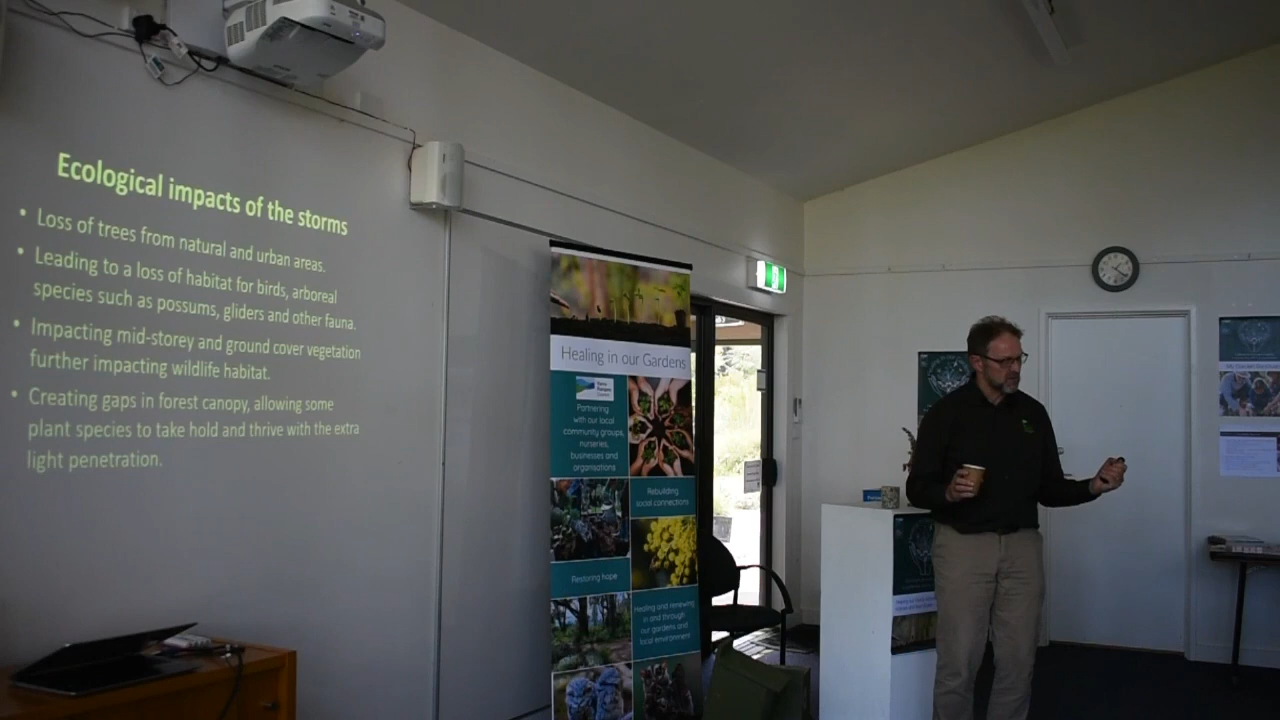 Ecological impacts of the storms
• Loss of trees from natural and urban areas.
• Leading to a loss of habitat for birds, arboreal
species such as possums, gliders and other fauna.
• Impacting mid-storey and ground cover vegetation
further impacting wildlife habitat.
• Creating gaps in forest canopy, allowing some
plant species to take hold and thrive with the extra
light penetration.
Healing in our Gardens
Partnering
with our local
community groups,
nurseries,
businesses and
organisations
Rebuilding
social connections
Restoring hope
Healing and renewing
in and through
our gardens and
local environment